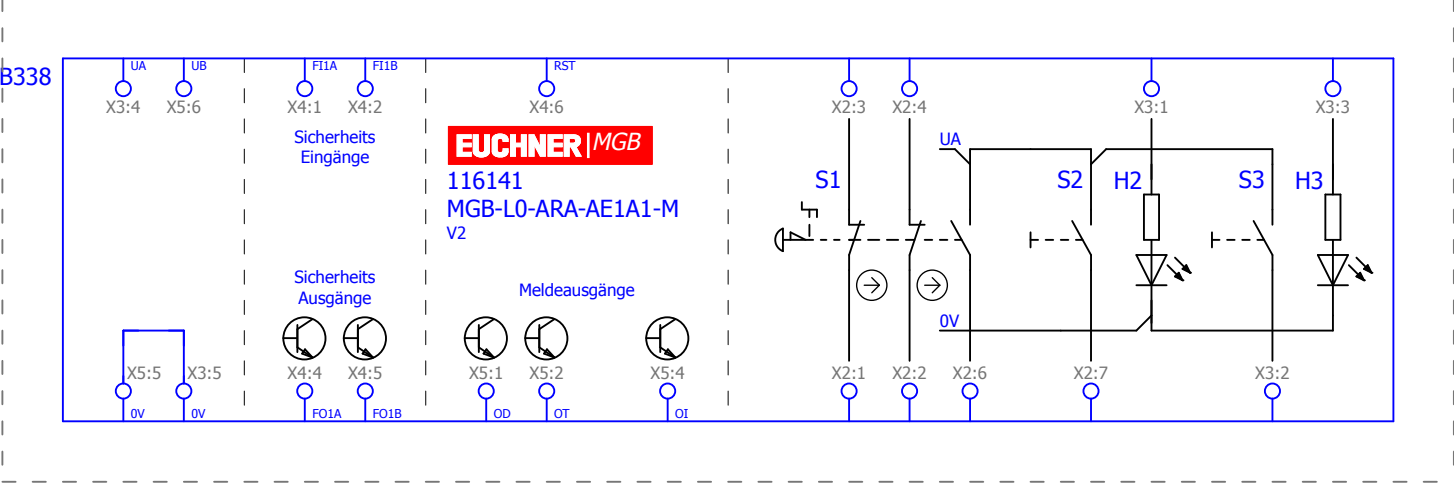 UA
UB
FI1A
FI1B
RST
B338
X3:4
X5:6
X4:1
X4:2
X4:6
X2:3
X2:4
X3:1
X3:3
Sicherheits
Eingänge
EUCHNER MGB
116141
MGB-L0-ARA-AE1A1-M
V2
UA
S1
S2
H2
S3
H3
Sicherheits
Ausgänge
Meldeausgänge
0V
X5:5
X3:5
X4:4
X4:5
X5:1
X5:2
X5:4
X2:1
X2:2
X2:6
X2:7
X3:2
0V
0V
FO1A
FO1B
OD
OT
OI